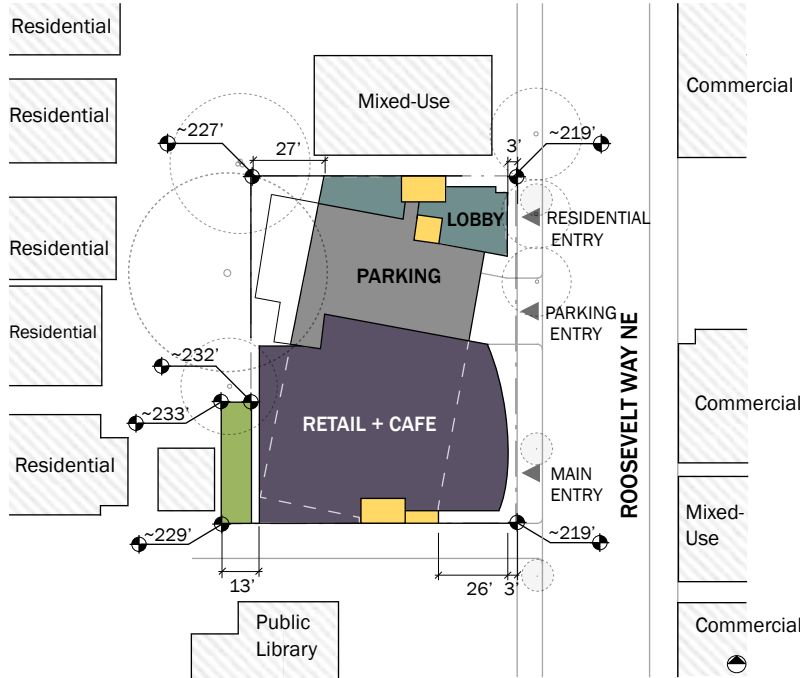 Residential
Commercial
Mixed-Use
Residential
~227'
27'
3'
~219'
LOBBY
RESIDENTIAL
ENTRY
Residential
PARKING
PARKING
ENTRY
Residential
~232'
~233'
RETAIL + CAFE
ROOSEVELT WAY NE
Commercial
Residential
MAIN
ENTRY
Mixed-
Use
~229'
~219'
13'
26'
3'
Public
Library
Commercial